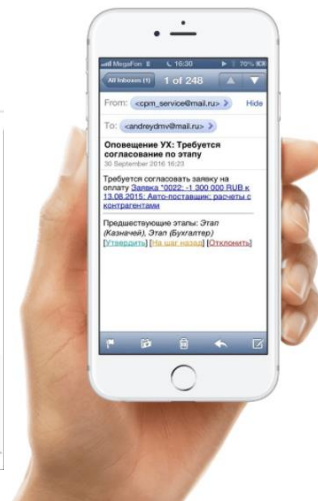 MegaFon 16:30 70%
All Inboxes (1) 1 of 248
From: <cpm_service@mail.ru> Hide
To: <andreydmv@mail.ru>
Оповещение УХ: Требуется
согласование по этапу
30 September 2016 16:23
Требуется согласовать заявку на
оплату Заявка *0022; -1 300 000 RUB к
13.08.2015; Авто-поставщик; расчеты с
контрагентами
Предшествующие этапы: Этап
(Казначей), Этап (Бухгалтер)
[Утвердить] [На шаг назад] [Отклонить]